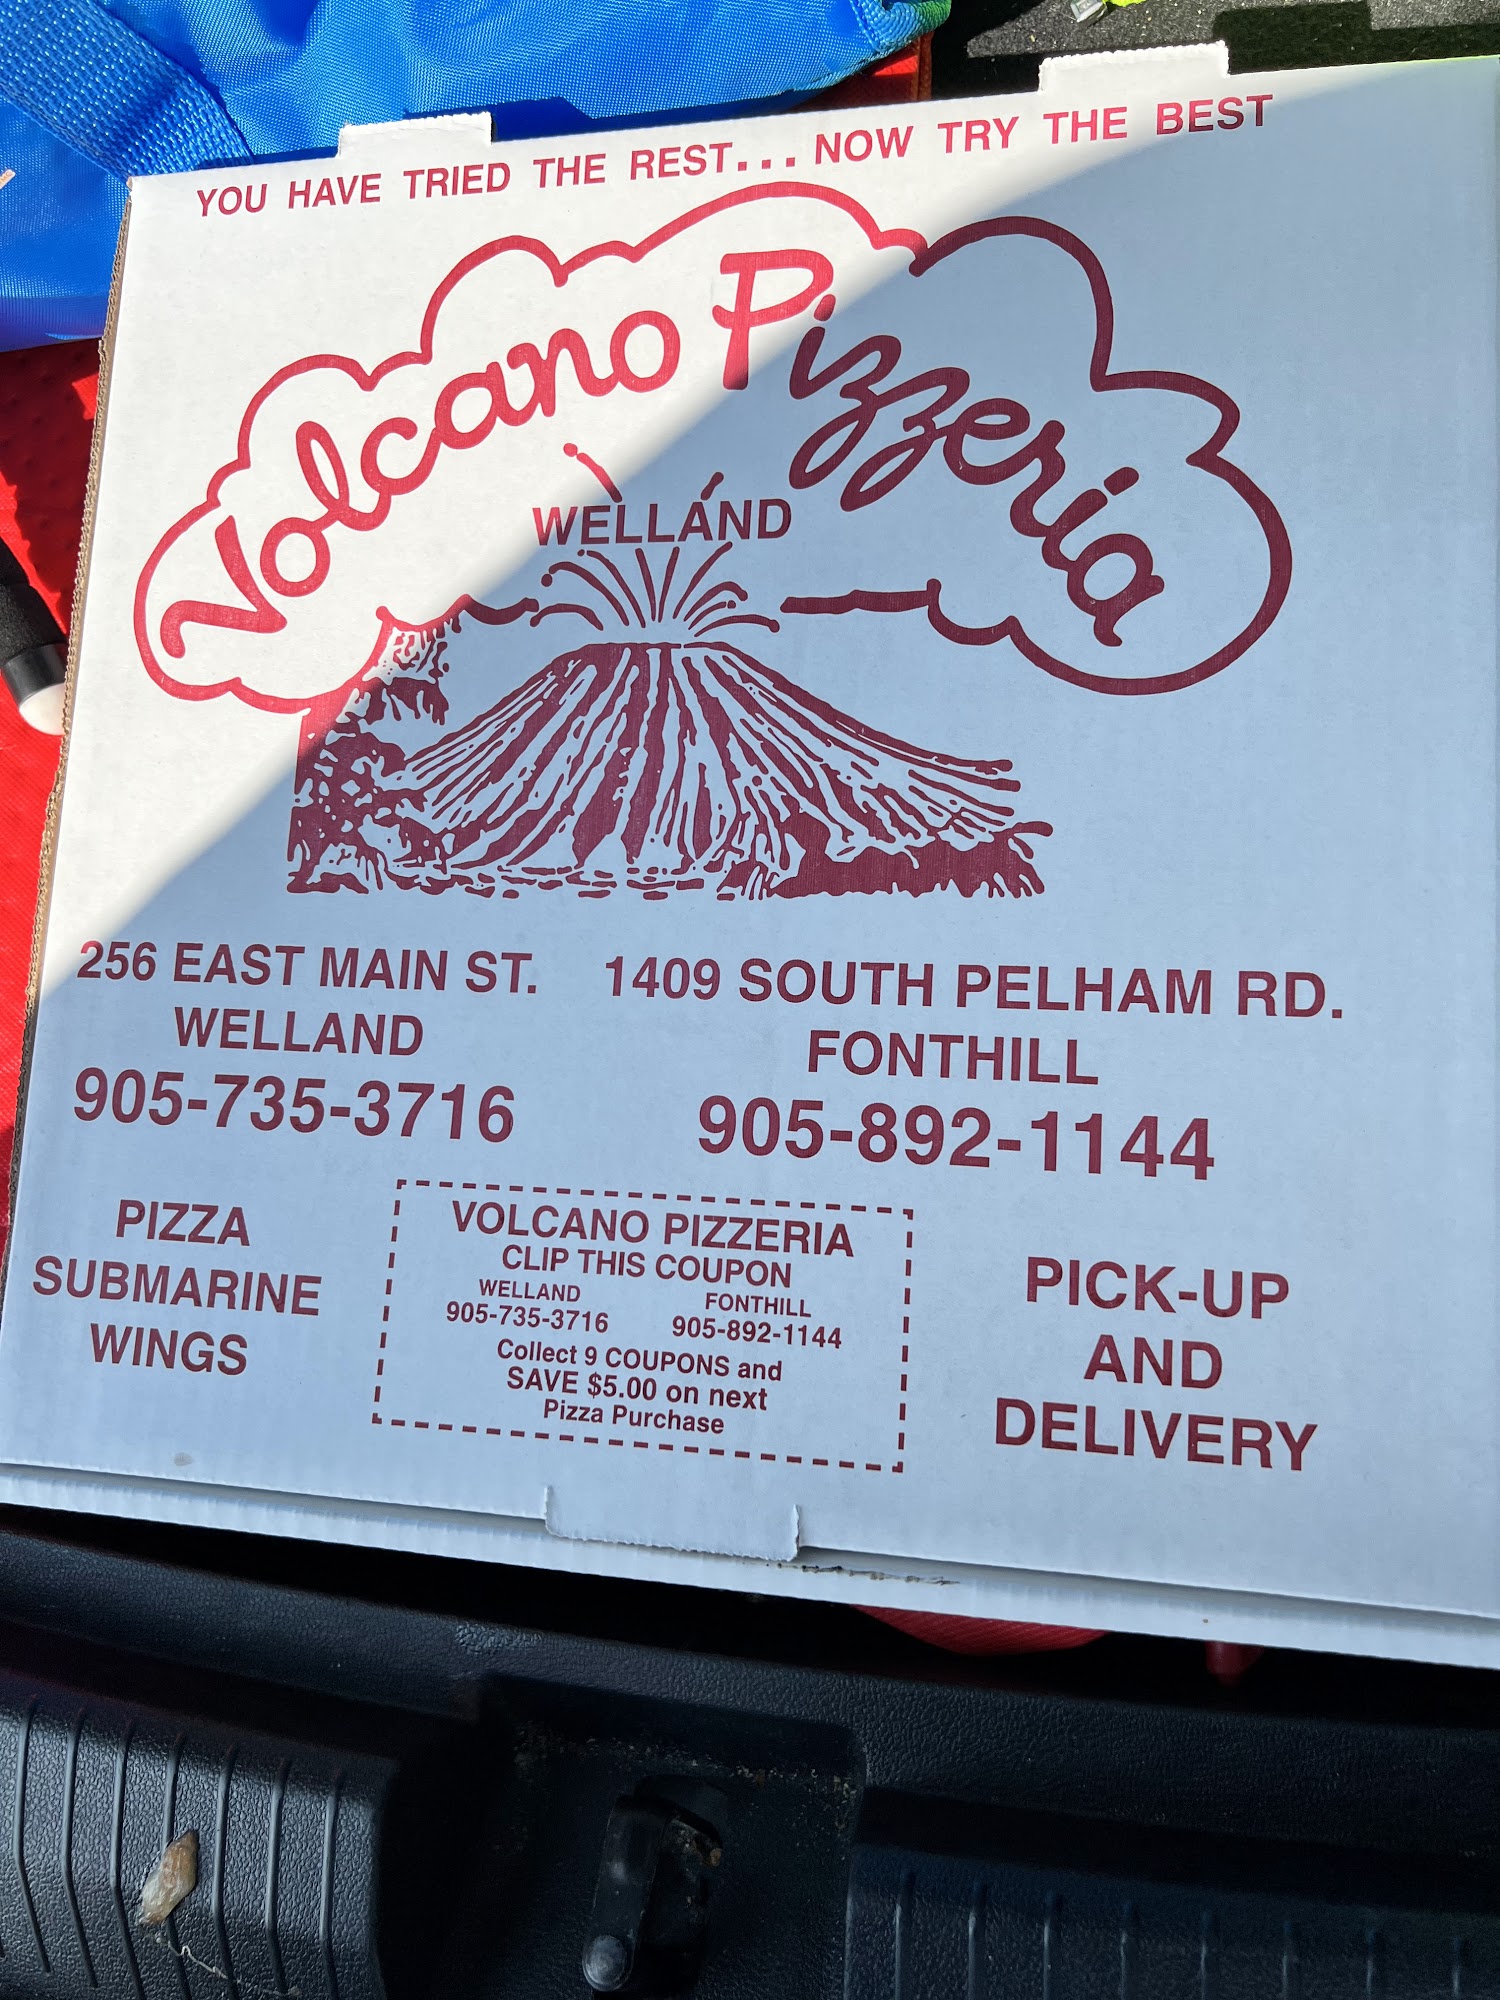 YOU HAVE TRIED THE REST... NOW TRY THE BEST
Volcano Pizzeria
WELLAND
256 EAST MAIN ST.
WELLAND
905-735-3716
1409 SOUTH PELHAM RD.
FONTHILL
905-892-1144
PIZZA
SUBMARINE
WINGS
VOLCANO PIZZERIA
CLIP THIS COUPON
WELLAND
905-735-3716
FONTHILL
905-892-1144
Collect 9 COUPONS and
SAVE $5.00 on next
Pizza Purchase
PICK-UP
AND
DELIVERY